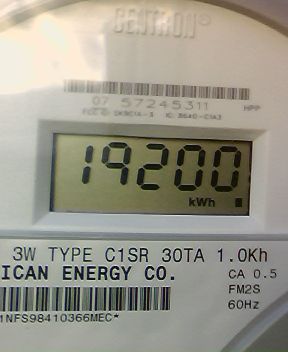 CENTRON®
07 57245311 HPP
19200
kWh
3W TYPE C1SR 30TA 1.0Kh
ICAN ENERGY CO. CA 0.5
FM2S
60Hz
1NFS98410366MEC*